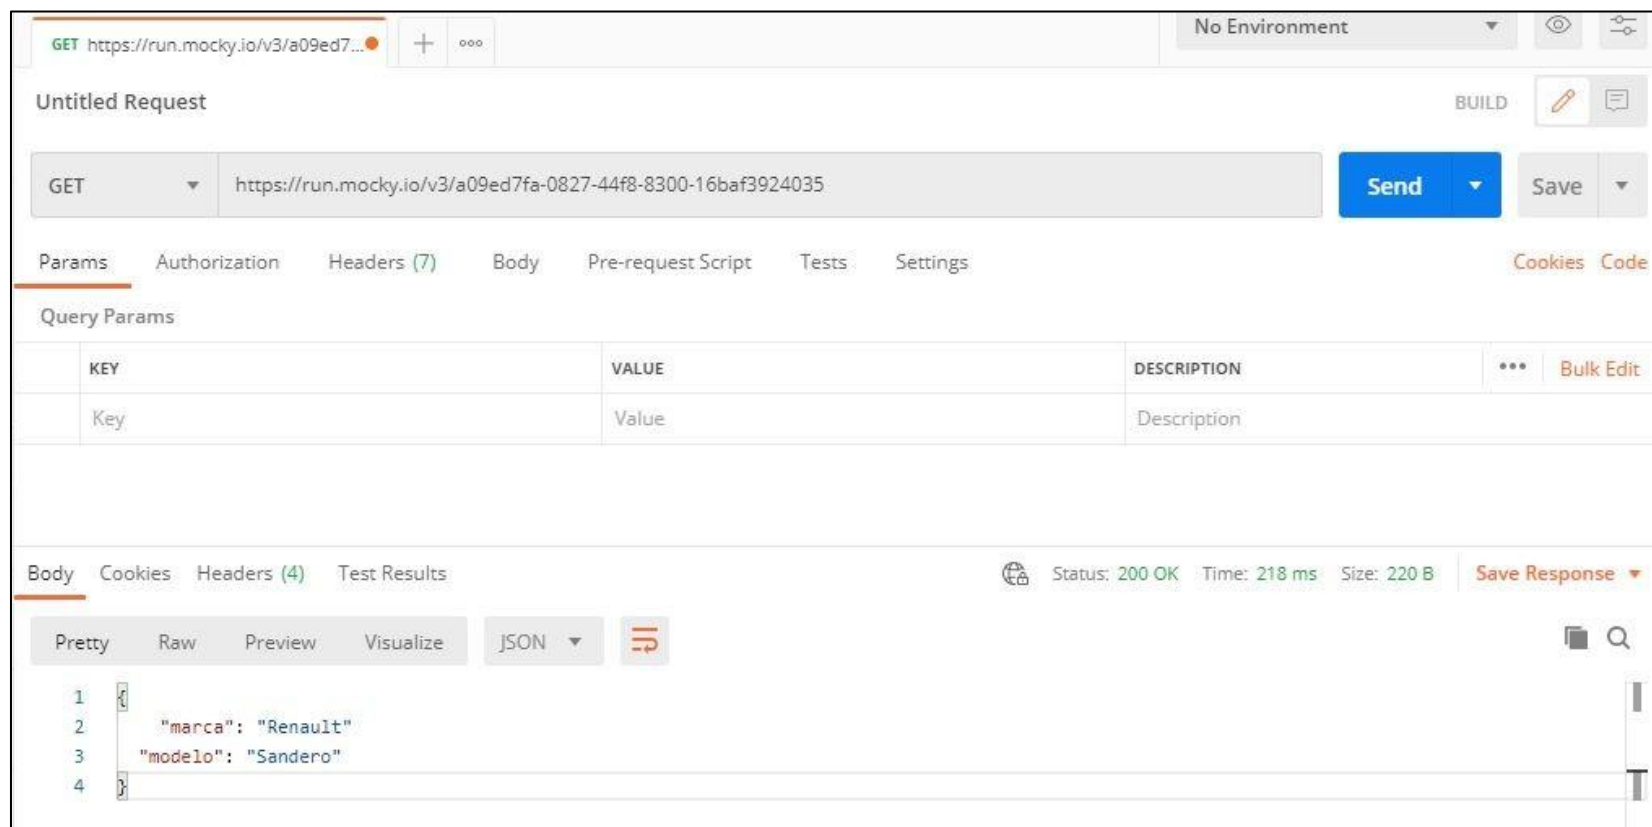 GET https://run.mocky.io/v3/a09ed7... No Environment
Untitled Request BUILD
GET https://run.mocky.io/v3/a09ed7fa-0827-44f8-8300-16baf3924035 Send Save
Params Authorization Headers (7) Body Pre-request Script Tests Settings Cookies Code
Query Params
KEY VALUE DESCRIPTION Bulk Edit
Key Value Description
Body Cookies Headers (4) Test Results Status: 200 OK Time: 218 ms Size: 220 B Save Response
Pretty Raw Preview Visualize JSON
1 {
2 "marca": "Renault"
3 "modelo": "Sandero"
4 }